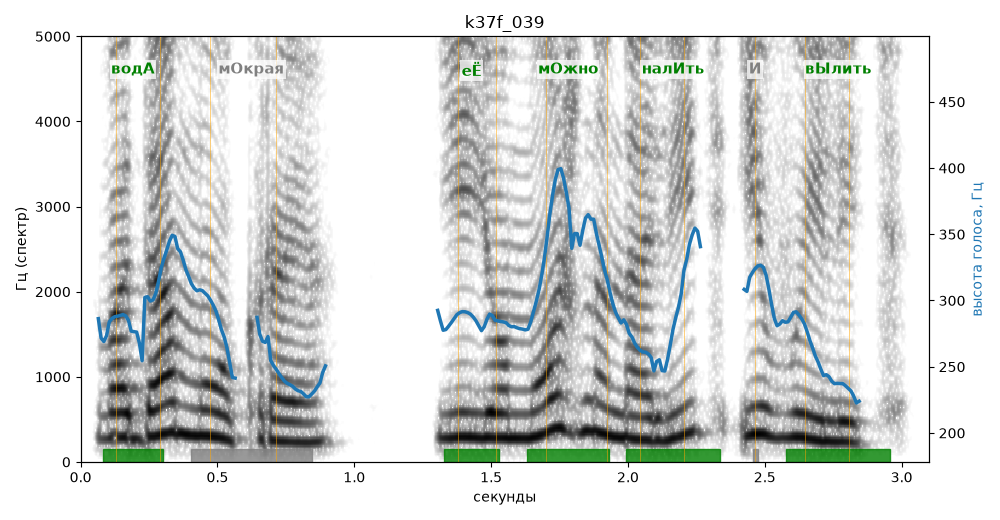 k37f_039
водА мОкрая еЁ мОжно налИть И вЫлить
Гц (спектр)
5000
4000
3000
2000
1000
0
450
400
350
300
250
200
высота голоса, Гц
0.0 0.5 1.0 1.5 2.0 2.5 3.0
секунды